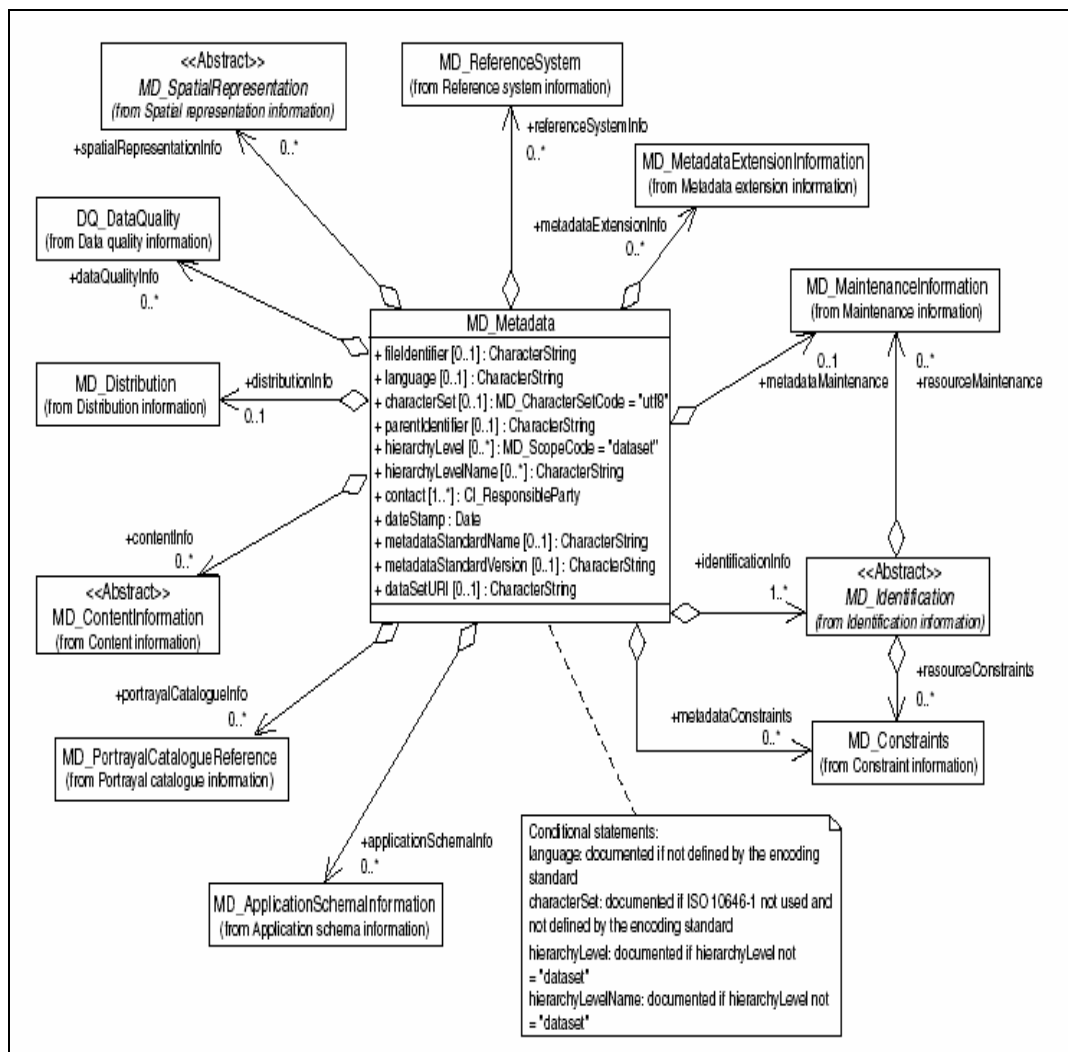 <<Abstract>>
MD_SpatialRepresentation
(from Spatial representation information)
+spatialRepresentationInfo
0..*
MD_ReferenceSystem
(from Reference system information)
+referenceSystemInfo
0..*
MD_MetadataExtensionInformation
(from Metadata extension information)
+metadataExtensionInfo
0..*
DQ_DataQuality
(from Data quality information)
+dataQualityInfo
0..*
MD_MaintenanceInformation
(from Maintenance information)
0..1
+metadataMaintenance
0..*
+resourceMaintenance
MD_Distribution
(from Distribution information)
+distributionInfo
0..1
MD_Metadata
+ fileIdentifier [0..1] : CharacterString
+ language [0..1] : CharacterString
+ characterSet [0..1] : MD_CharacterSetCode = "utf8"
+ parentIdentifier [0..1] : CharacterString
+ hierarchyLevel [0..*] : MD_ScopeCode = "dataset"
+ hierarchyLevelName [0..*] : CharacterString
+ contact [1..*] : CI_ResponsibleParty
+ dateStamp : Date
+ metadataStandardName [0..1] : CharacterString
+ metadataStandardVersion [0..1] : CharacterString
+ dataSetURI [0..1] : CharacterString
+contentInfo
0..*
<<Abstract>>
MD_ContentInformation
(from Content information)
+identificationInfo
1..*
<<Abstract>>
MD_Identification
(from Identification information)
+resourceConstraints
0..*
+portrayalCatalogueInfo
0..*
MD_PortrayalCatalogueReference
(from Portrayal catalogue information)
+metadataConstraints
0..*
MD_Constraints
(from Constraint information)
+applicationSchemaInfo
0..*
MD_ApplicationSchemaInformation
(from Application schema information)
Conditional statements:
language: documented if not defined by the encoding
standard
characterSet: documented if ISO 10646-1 not used and
not defined by the encoding standard
hierarchyLevel: documented if hierarchyLevel not
= "dataset"
hierarchyLevelName: documented if hierarchyLevel not
= "dataset"